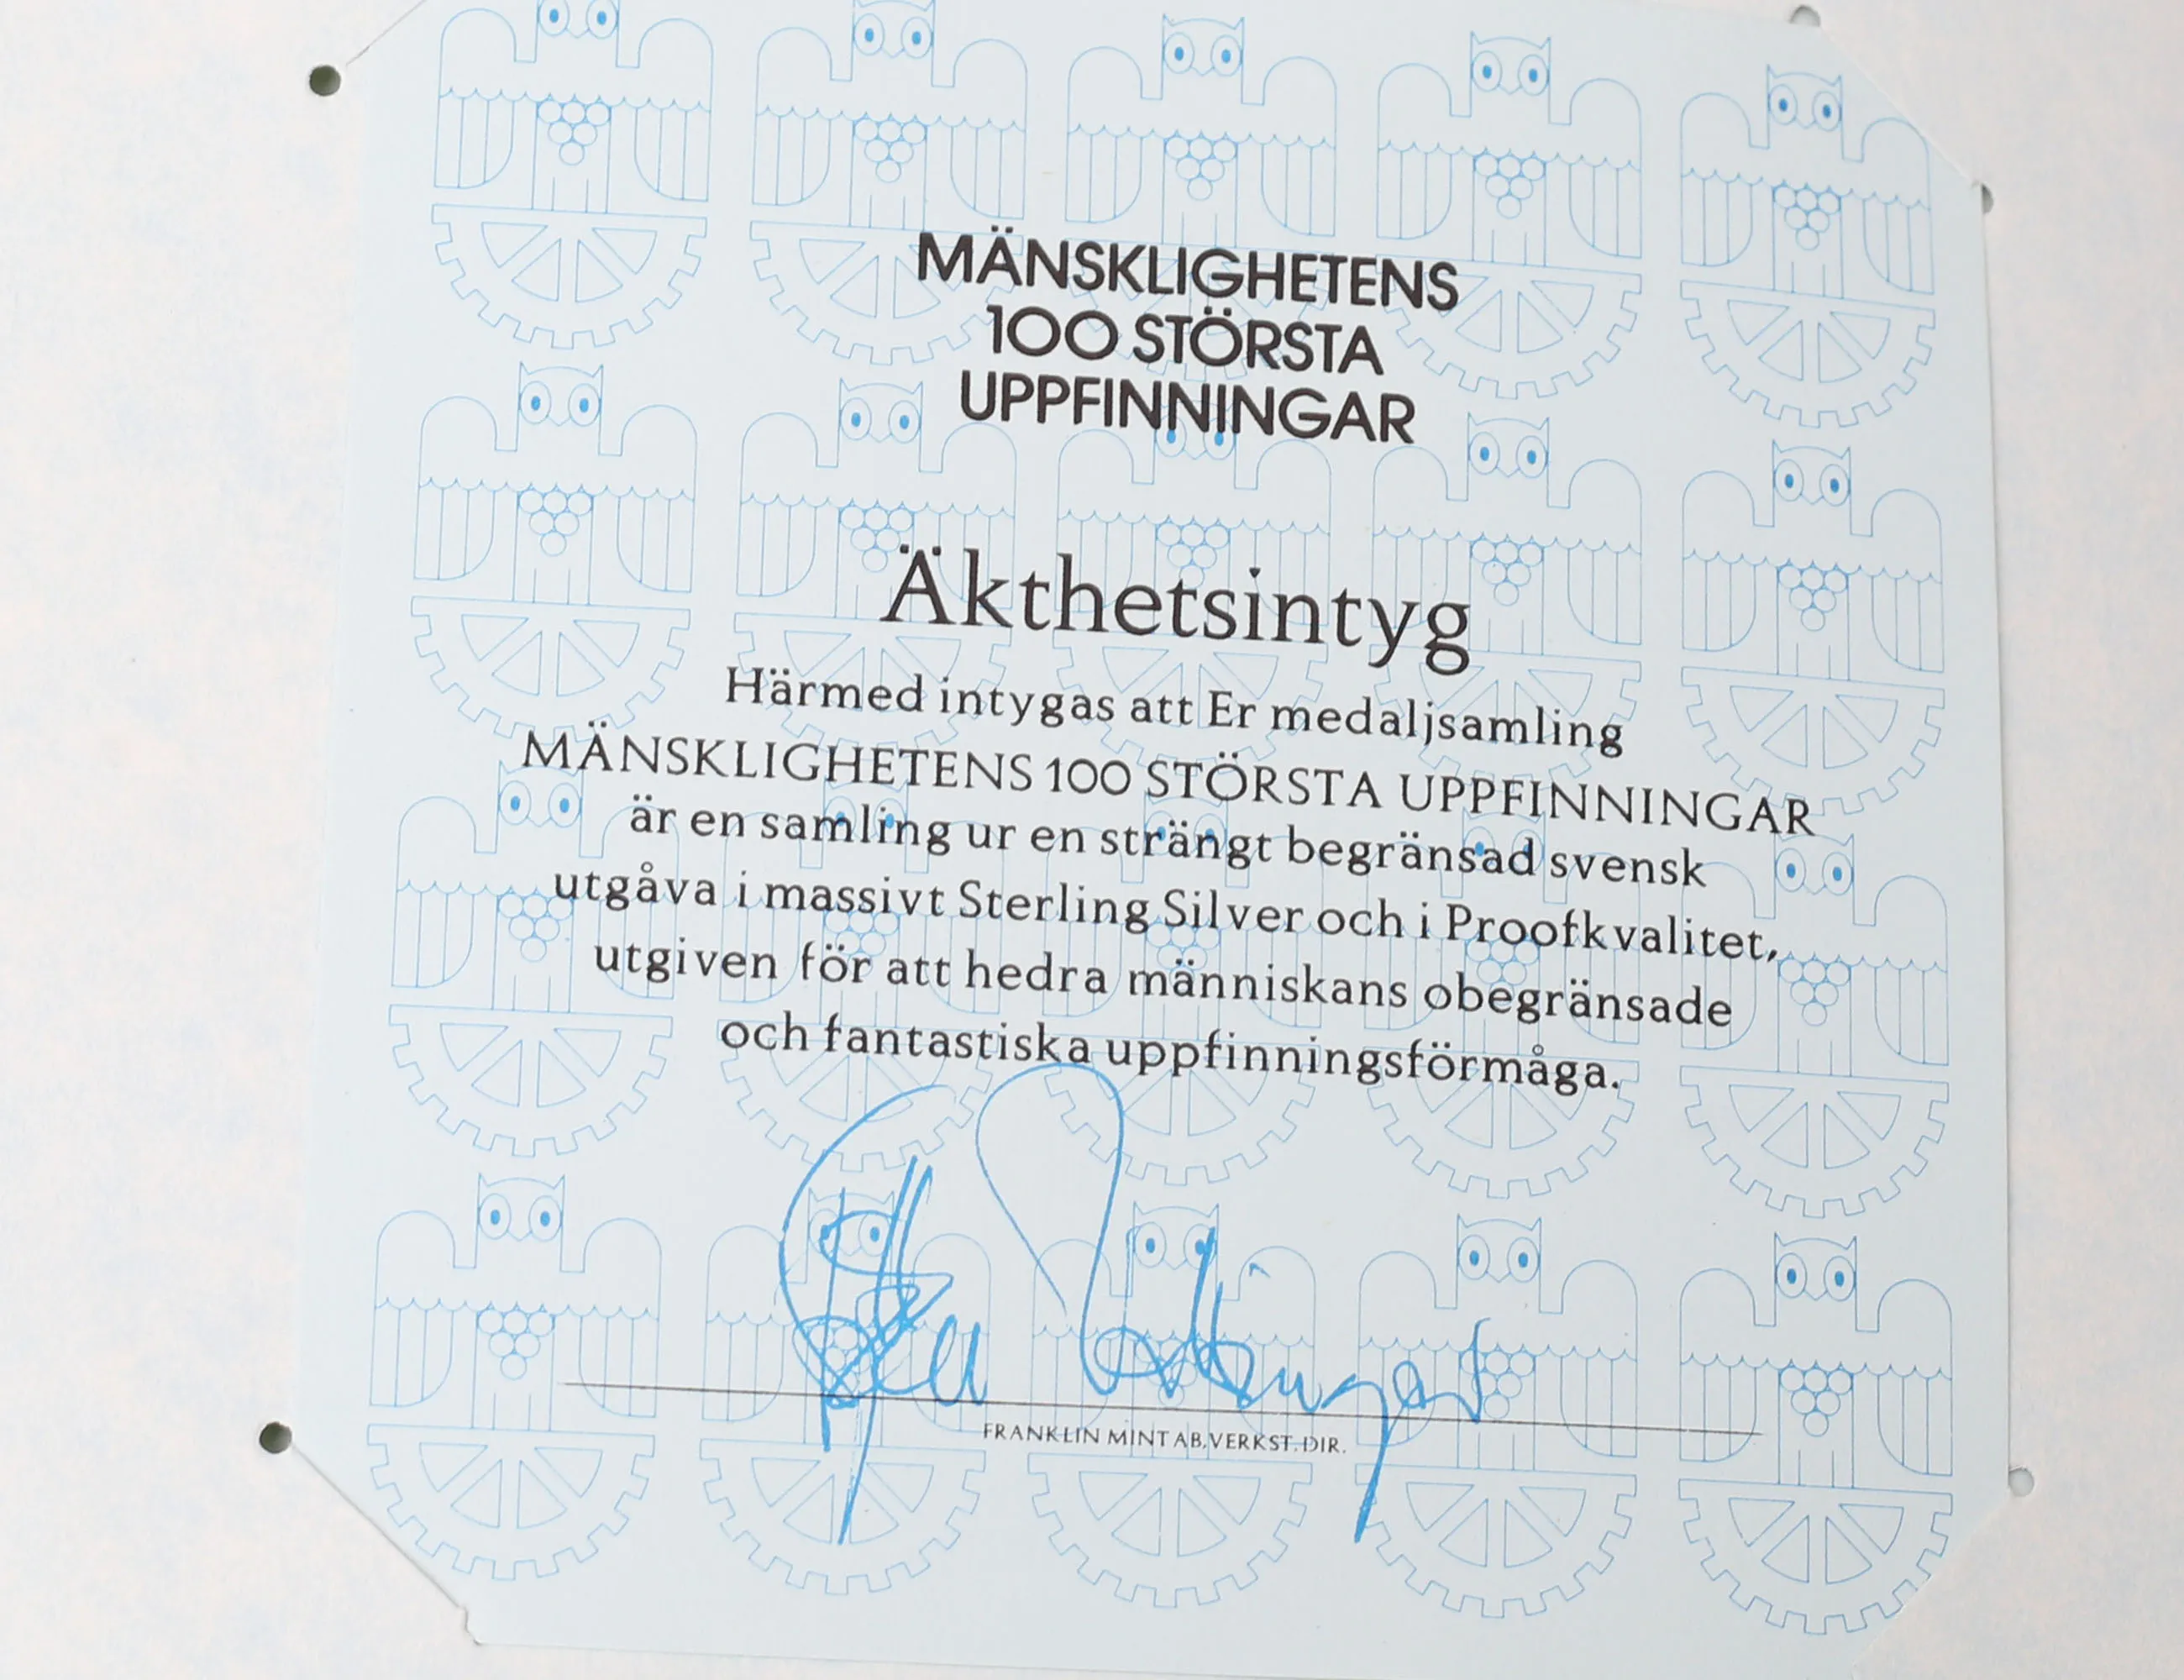 MÄNSKLIGHETENS
100 STÖRSTA
UPPFINNINGAR
Äkthetsintyg
Härmed intygas att Er medaljsamling
MÄNSKLIGHETENS 100 STÖRSTA UPPFINNINGAR
är en samling ur en strängt begränsad svensk
utgåva i massivt Sterling Silver och i Proofkvalitet,
utgiven för att hedra människans obegränsade
och fantastiska uppfinningsförmåga.
FRANKLIN MINT AB, VERKST. DIR.